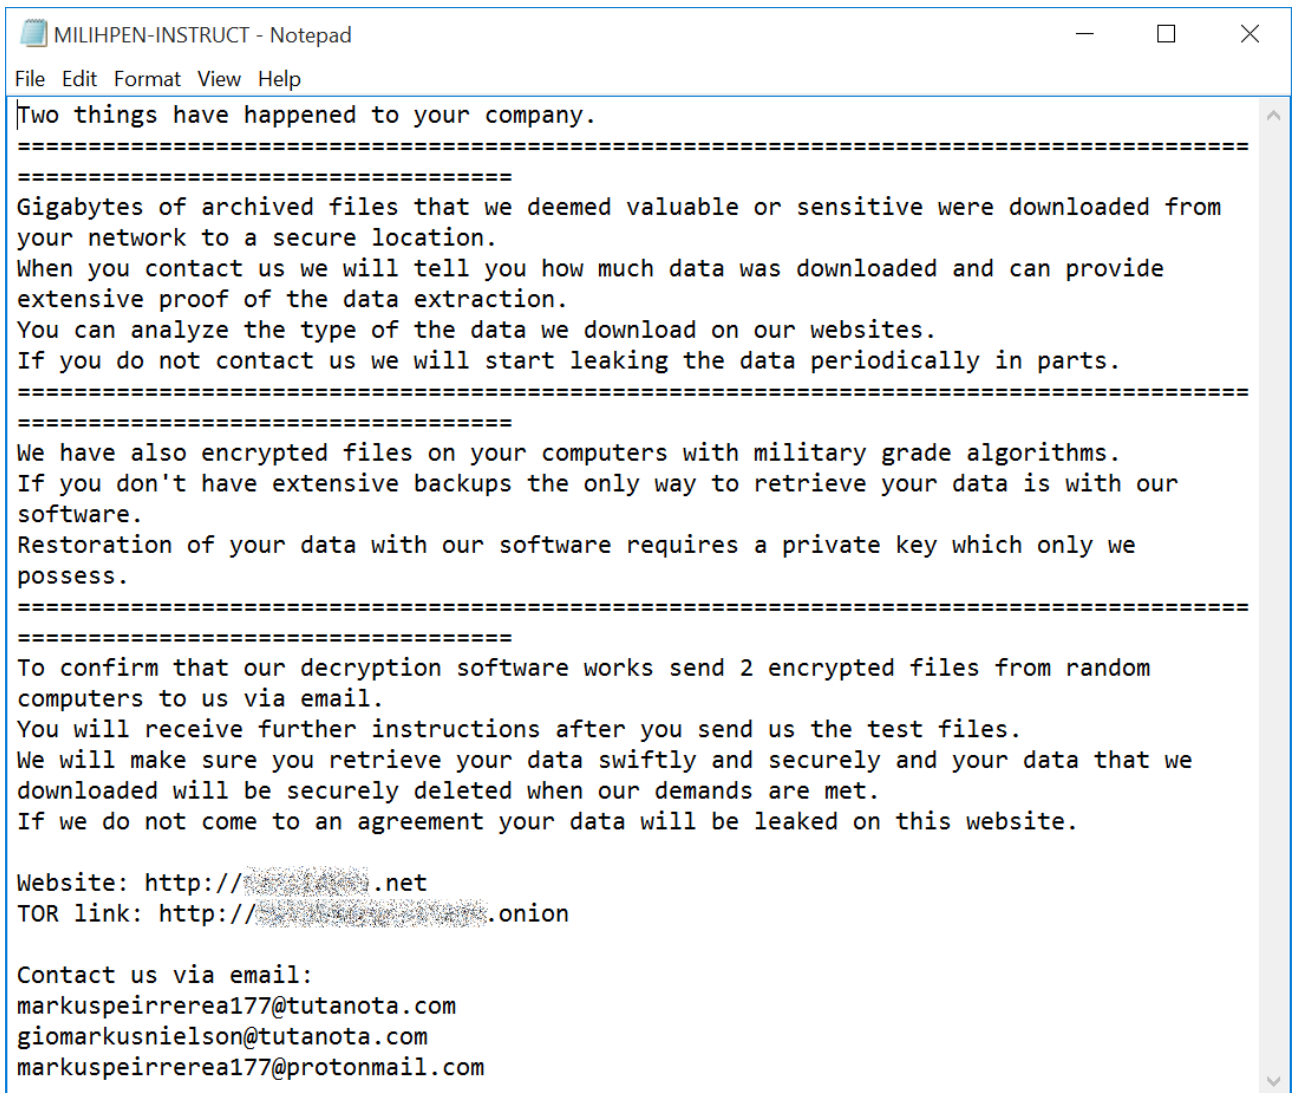 MILIHPEN-INSTRUCT - Notepad
File Edit Format View Help
Two things have happened to your company.
=======================================================================================
===================================
Gigabytes of archived files that we deemed valuable or sensitive were downloaded from
your network to a secure location.
When you contact us we will tell you how much data was downloaded and can provide
extensive proof of the data extraction.
You can analyze the type of the data we download on our websites.
If you do not contact us we will start leaking the data periodically in parts.
=======================================================================================
===================================
We have also encrypted files on your computers with military grade algorithms.
If you don't have extensive backups the only way to retrieve your data is with our
software.
Restoration of your data with our software requires a private key which only we
possess.
=======================================================================================
===================================
To confirm that our decryption software works send 2 encrypted files from random
computers to us via email.
You will receive further instructions after you send us the test files.
We will make sure you retrieve your data swiftly and securely and your data that we
downloaded will be securely deleted when our demands are met.
If we do not come to an agreement your data will be leaked on this website.
Website: http://.net
TOR link: http://.onion
Contact us via email:
markuspeirrerea177@tutanota.com
giomarkusnielson@tutanota.com
markuspeirrerea177@protonmail.com